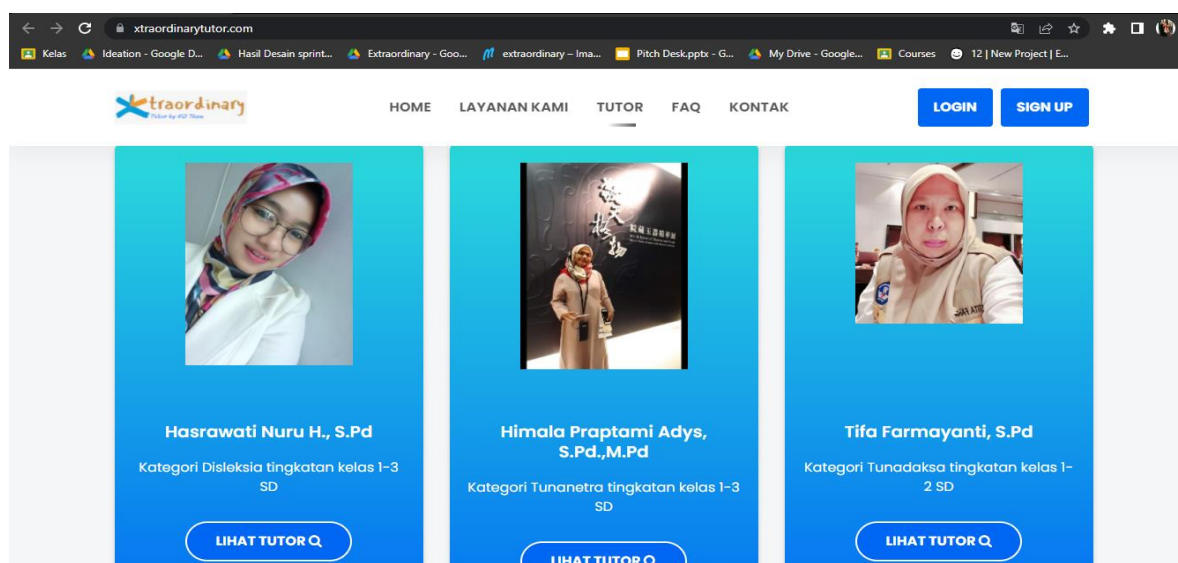 xtraordinarytutor.com
Kelas
Ideation - Google D...
Hasil Desain sprint...
Extraordinary - Goo...
extraordinary – Ima...
Pitch Desk.pptx - G...
My Drive - Google...
Courses
12 | New Project | E...
Xtraordinary
HOME
LAYANAN KAMI
TUTOR
FAQ
KONTAK
LOGIN
SIGN UP
Hasrawati Nuru H., S.Pd
Kategori Disleksia tingkatan kelas 1-3
SD
LIHAT TUTOR
Himala Praptami Adys,
S.Pd.,M.Pd
Kategori Tunanetra tingkatan kelas 1-3
SD
LIHAT TUTOR
Tifa Farmayanti, S.Pd
Kategori Tunadaksa tingkatan kelas 1-
2 SD
LIHAT TUTOR